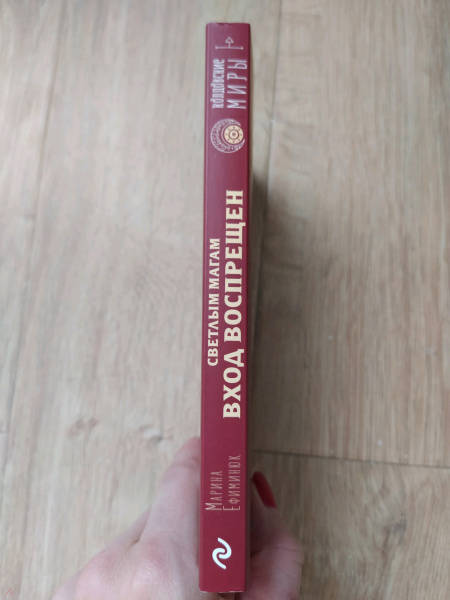 Марина
Ефиминюк
СВЕТЛЫМ МАГАМ
ВХОД ВОСПРЕЩЕН
колдовские
МИРЫ